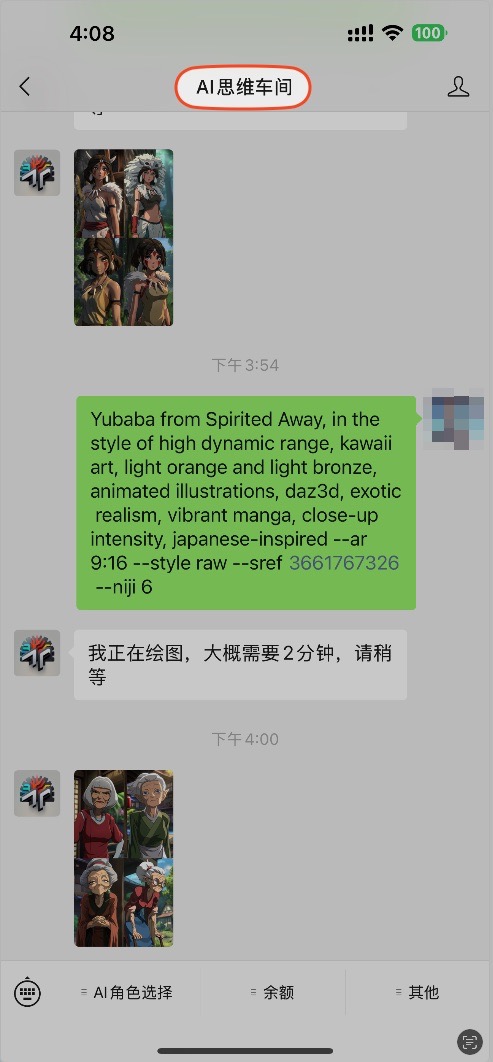 4:08
100
AI思维车间
下午3:54
Yubaba from Spirited Away, in the
style of high dynamic range, kawaii
art, light orange and light bronze,
animated illustrations, daz3d, exotic
realism, vibrant manga, close-up
intensity, japanese-inspired --ar
9:16 --style raw --sref 3661767326
--niji 6
我正在绘图，大概需要2分钟，请稍
等
下午4:00
AI角色选择
余额
其他